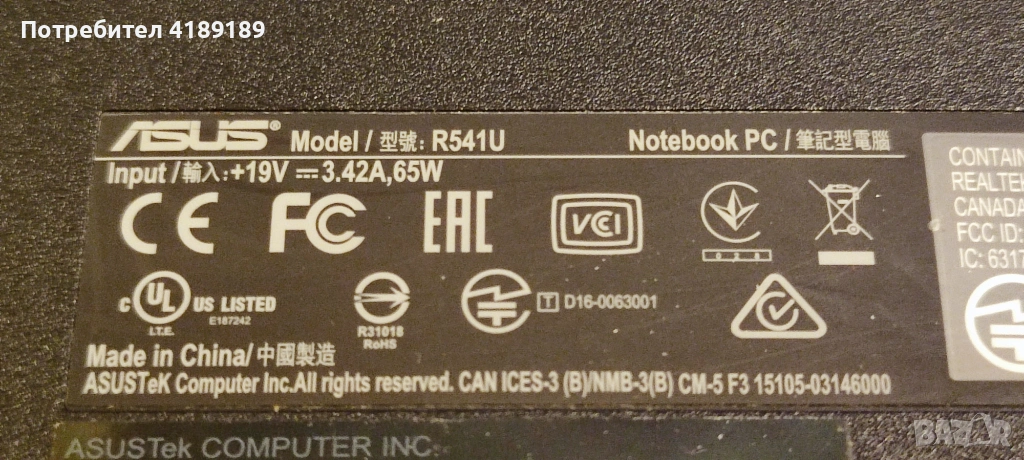 Потребител 4189189
ASUS® Model / 型號: R541U Notebook PC / 筆記型電腦
Input / 輸入: +19V ⎓ 3.42A,65W
CE FC EAC VCI
028
c UL US LISTED
I.T.E. E187242
R31018
RoHS
T D16-0063001
Made in China/ 中國製造
ASUSTeK Computer Inc.All rights reserved. CAN ICES-3 (B)/NMB-3(B) CM-5 F3 15105-03146000
CONTAIN
REALTE
CANADA
FCC ID:
IC: 6317
ASUSTek COMPUTER INC.
BAZAR